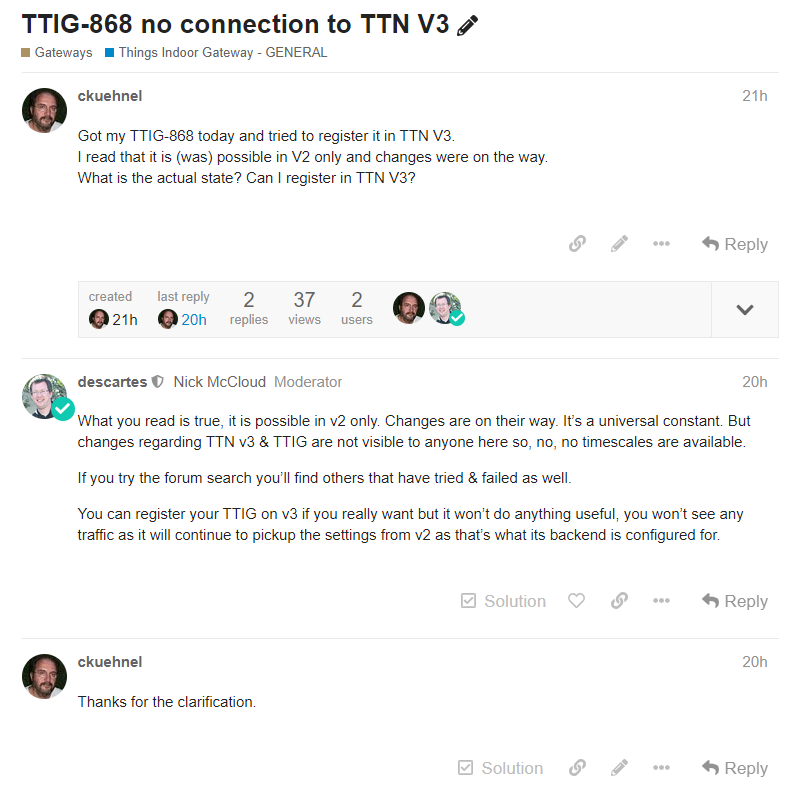 TTIG-868 no connection to TTN V3
Gateways Things Indoor Gateway - GENERAL
ckuehnel 21h
Got my TTIG-868 today and tried to register it in TTN V3.
I read that it is (was) possible in V2 only and changes were on the way.
What is the actual state? Can I register in TTN V3?
Reply
created last reply 2 37 2
21h 20h replies views users
descartes Nick McCloud Moderator 20h
What you read is true, it is possible in v2 only. Changes are on their way. It’s a universal constant. But
changes regarding TTN v3 & TTIG are not visible to anyone here so, no, no timescales are available.
If you try the forum search you’ll find others that have tried & failed as well.
You can register your TTIG on v3 if you really want but it won’t do anything useful, you won’t see any
traffic as it will continue to pickup the settings from v2 as that’s what its backend is configured for.
Solution Reply
ckuehnel 20h
Thanks for the clarification.
Solution Reply